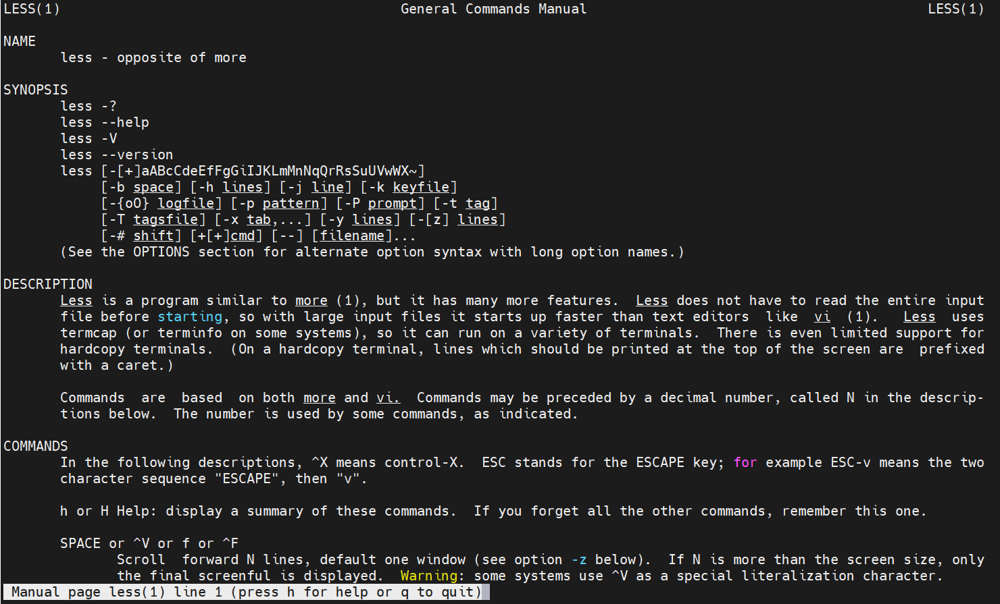 LESS(1)                                          General Commands Manual                                          LESS(1)

NAME
       less - opposite of more

SYNOPSIS
       less -?
       less --help
       less -V
       less --version
       less [-[+]aABcCdeEfFgGiIJKLmMnNqQrRsSuUVwWX~]
            [-b space] [-h lines] [-j line] [-k keyfile]
            [-{oO} logfile] [-p pattern] [-P prompt] [-t tag]
            [-T tagsfile] [-x tab,...] [-y lines] [-[z] lines]
            [-# shift] [+[+]cmd] [--] [filename]...
       (See the OPTIONS section for alternate option syntax with long option names.)

DESCRIPTION
       Less is a program similar to more (1), but it has many more features.  Less does not have to read the entire input
       file before starting, so with large input files it starts up faster than text editors  like  vi  (1).   Less  uses
       termcap (or terminfo on some systems), so it can run on a variety of terminals.  There is even limited support for
       hardcopy terminals.  (On a hardcopy terminal, lines which should be printed at the top of the screen are  prefixed
       with a caret.)

       Commands  are  based  on both more and vi.  Commands may be preceded by a decimal number, called N in the descrip-
       tions below.  The number is used by some commands, as indicated.

COMMANDS
       In the following descriptions, ^X means control-X.  ESC stands for the ESCAPE key; for example ESC-v means the two
       character sequence "ESCAPE", then "v".

       h or H Help: display a summary of these commands.  If you forget all the other commands, remember this one.

       SPACE or ^V or f or ^F
              Scroll  forward N lines, default one window (see option -z below).  If N is more than the screen size, only
              the final screenful is displayed.  Warning: some systems use ^V as a special literalization character.
 Manual page less(1) line 1 (press h for help or q to quit)